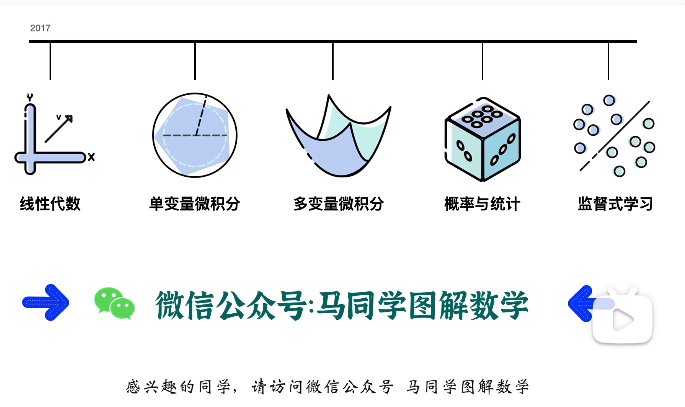 2017
Y
V
X
线性代数 单变量微积分 多变量微积分 概率与统计 监督式学习
微信公众号:马同学图解数学
感兴趣的同学，请访问微信公众号 马同学图解数学